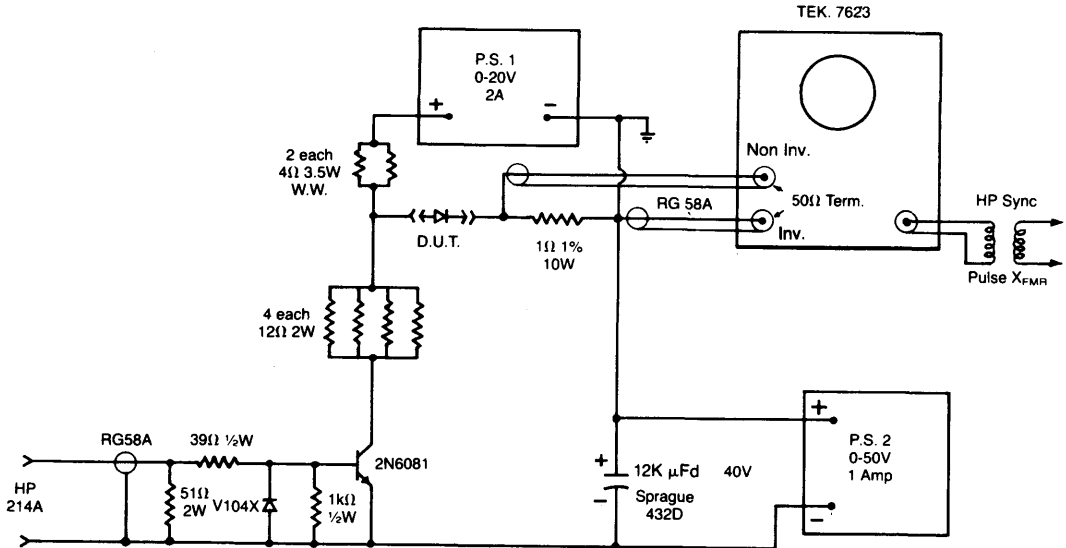 TEK. 7623
P.S. 1
0-20V
2A
+
−
2 each
4Ω 3.5W
W.W.
Non Inv.
50Ω Term.
HP Sync
RG 58A
Inv.
D.U.T.
1Ω 1%
10W
Pulse XFMR
4 each
12Ω 2W
RG58A
39Ω ½W
2N6081
HP
214A
51Ω
2W
V104X
1kΩ
½W
+
12K µFd 40V
−
Sprague
432D
+
P.S. 2
0-50V
1 Amp
−